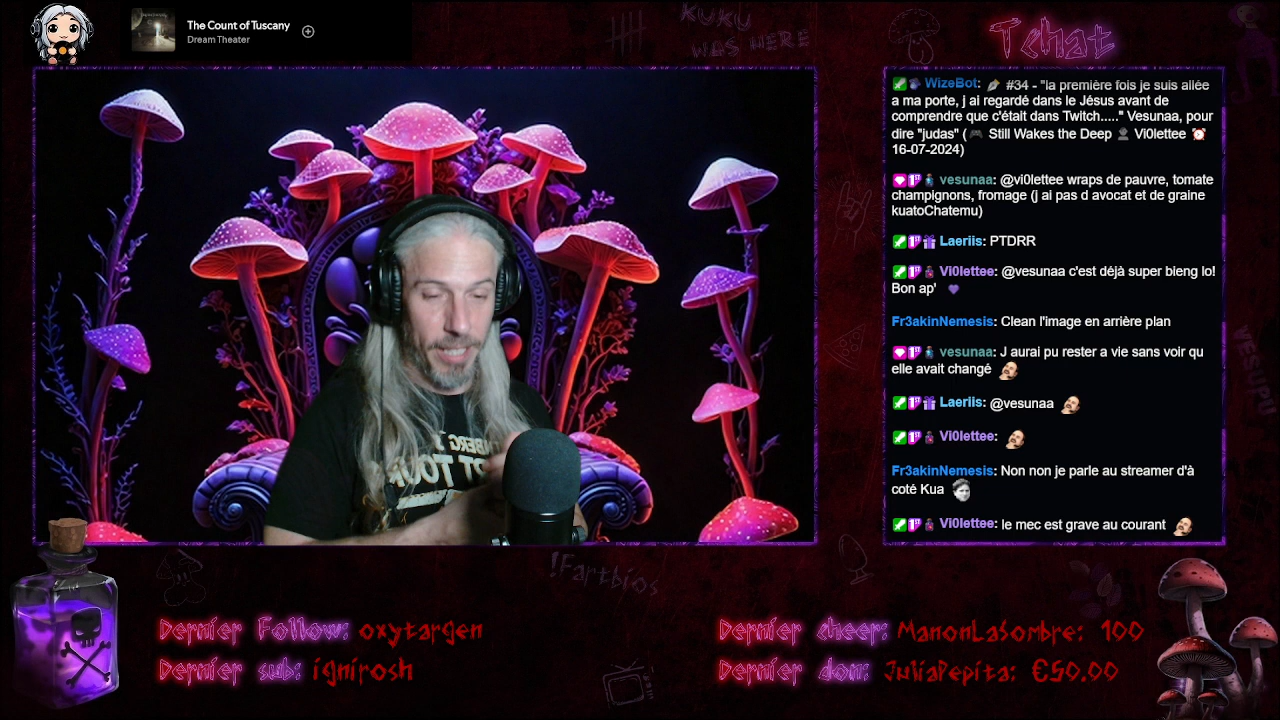 The Count of Tuscany
Dream Theater
KUKU
WAS HERE
Tchat
WizeBot: #34 - "la première fois je suis allée
a ma porte, j ai regardé dans le Jésus avant de
comprendre que c'était dans Twitch....." Vesunaa, pour
dire "judas" ( Still Wakes the Deep Vi0lettee
16-07-2024)
vesunaa: @vi0lettee wraps de pauvre, tomate
champignons, fromage (j ai pas d avocat et de graine
kuatoChatemu)
Laeriis: PTDRR
Vi0lettee: @vesunaa c'est déjà super bieng lo!
Bon ap'
Fr3akinNemesis: Clean l'image en arrière plan
vesunaa: J aurai pu rester a vie sans voir qu
elle avait changé
Laeriis: @vesunaa
Vi0lettee:
Fr3akinNemesis: Non non je parle au streamer d'à
coté Kua
Vi0lettee: le mec est grave au courant
!Fartbios
Dernier Follow: oxytargen
Dernier sub: ignirosh
Dernier cheer: ManonLaSombre: 100
Dernier don: JuliaPepita: €50.00